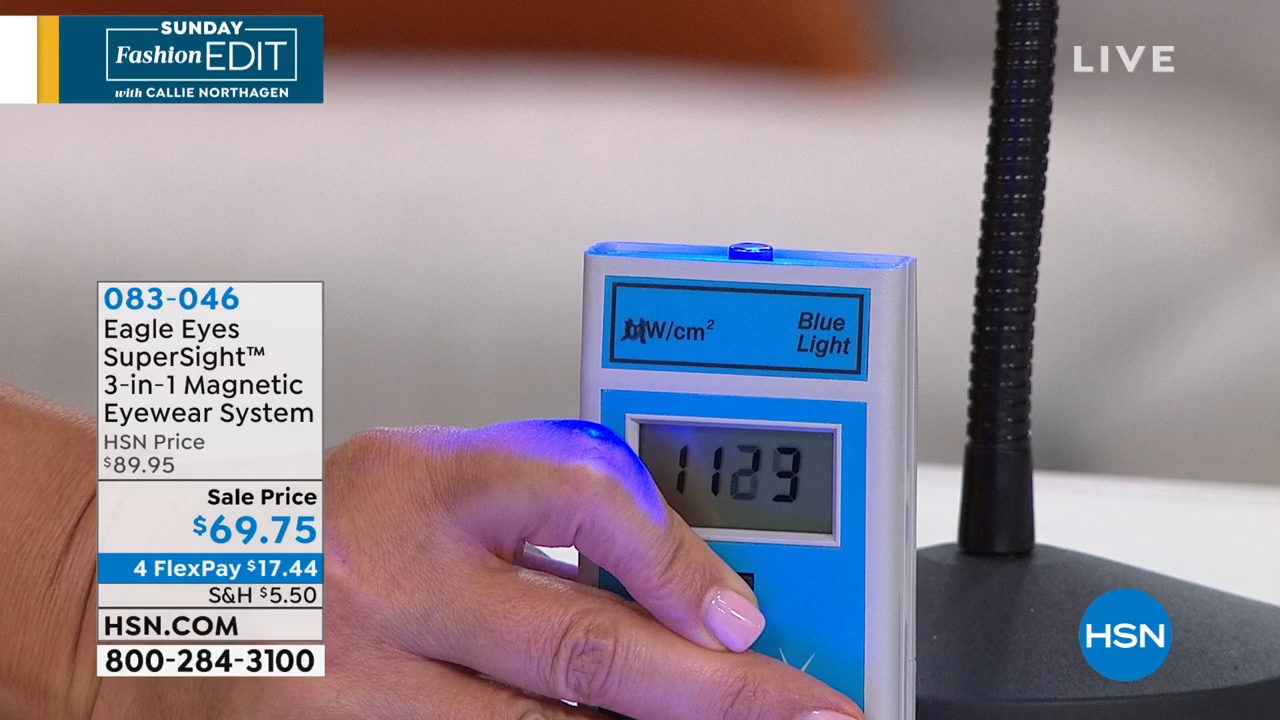 SUNDAY
Fashion EDIT
with CALLIE NORTHAGEN
LIVE
083-046
Eagle Eyes
SuperSight™
3-in-1 Magnetic
Eyewear System
HSN Price
$89.95
Sale Price
$69.75
4 FlexPay $17.44
S&H $5.50
HSN.COM
800-284-3100
W/cm²
Blue
Light
HSN